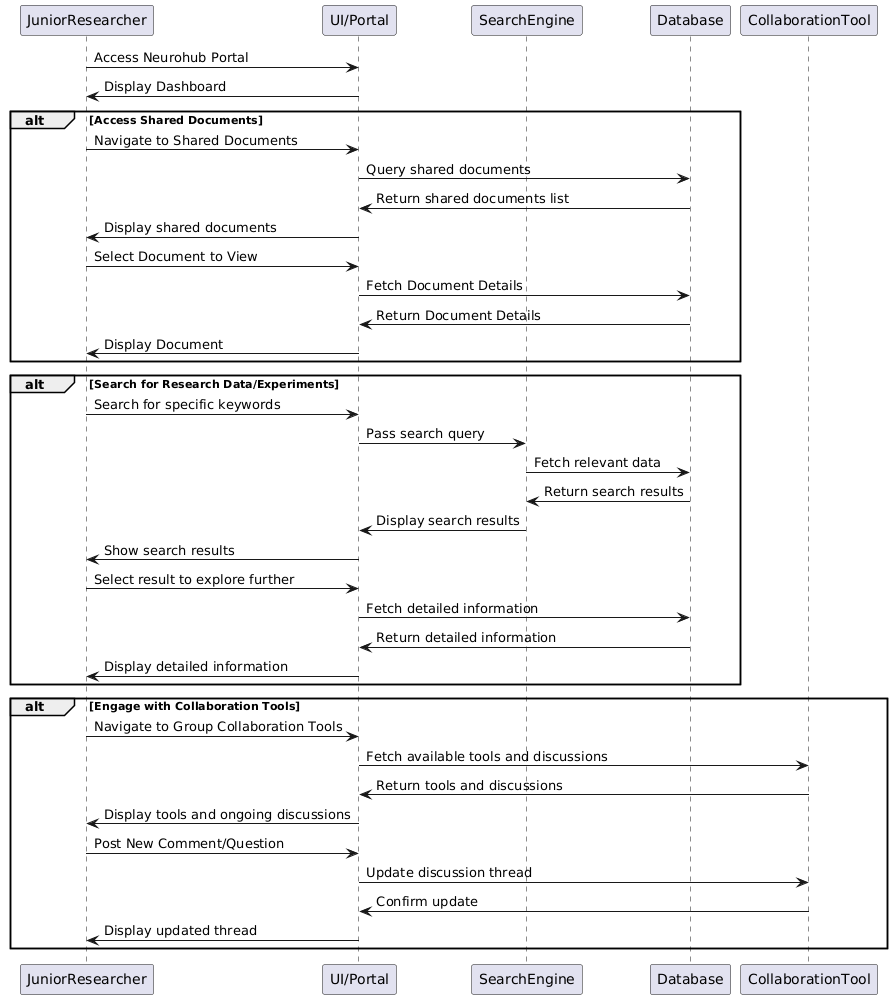 JuniorResearcher UI/Portal SearchEngine Database CollaborationTool
Access Neurohub Portal
Display Dashboard
alt [Access Shared Documents]
Navigate to Shared Documents
Query shared documents
Return shared documents list
Display shared documents
Select Document to View
Fetch Document Details
Return Document Details
Display Document
alt [Search for Research Data/Experiments]
Search for specific keywords
Pass search query
Fetch relevant data
Return search results
Display search results
Show search results
Select result to explore further
Fetch detailed information
Return detailed information
Display detailed information
alt [Engage with Collaboration Tools]
Navigate to Group Collaboration Tools
Fetch available tools and discussions
Return tools and discussions
Display tools and ongoing discussions
Post New Comment/Question
Update discussion thread
Confirm update
Display updated thread
JuniorResearcher UI/Portal SearchEngine Database CollaborationTool